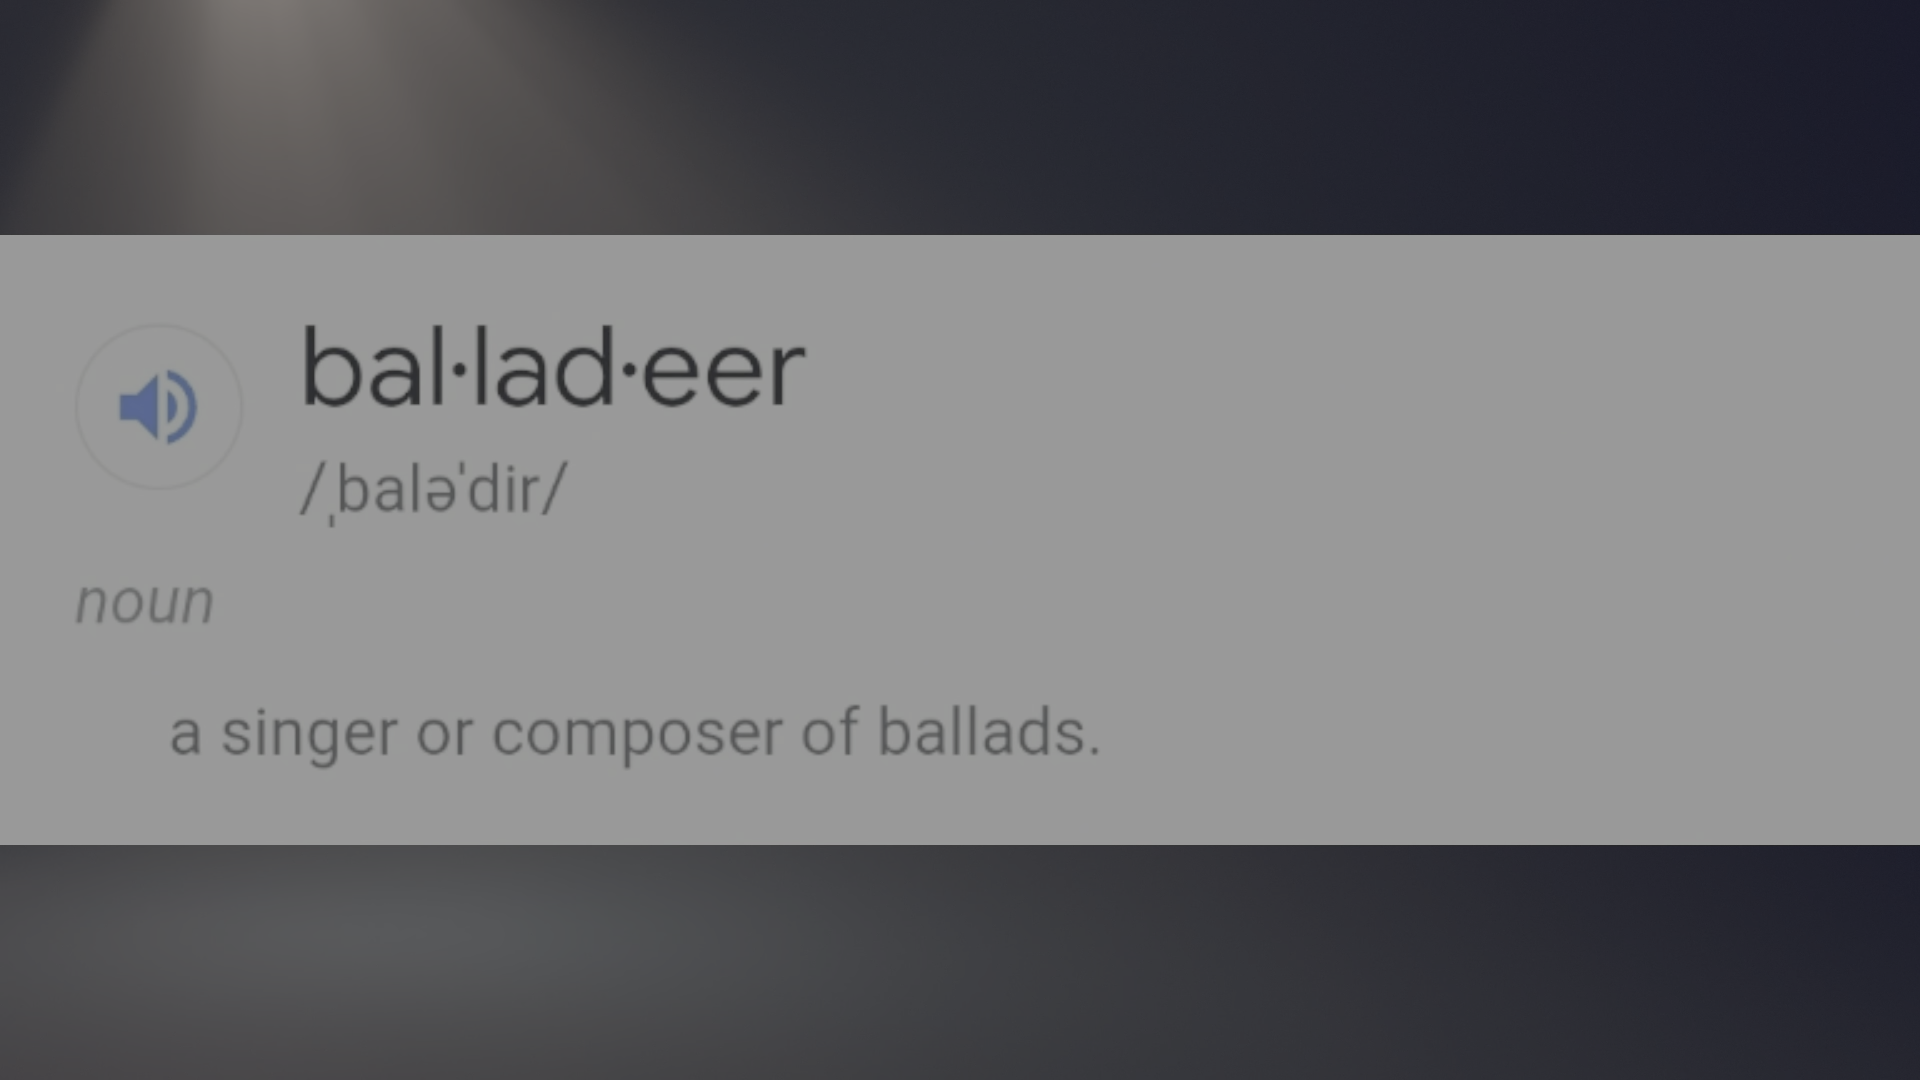 bal·lad·eer
/ˌbaləˈdir/
noun
a singer or composer of ballads.